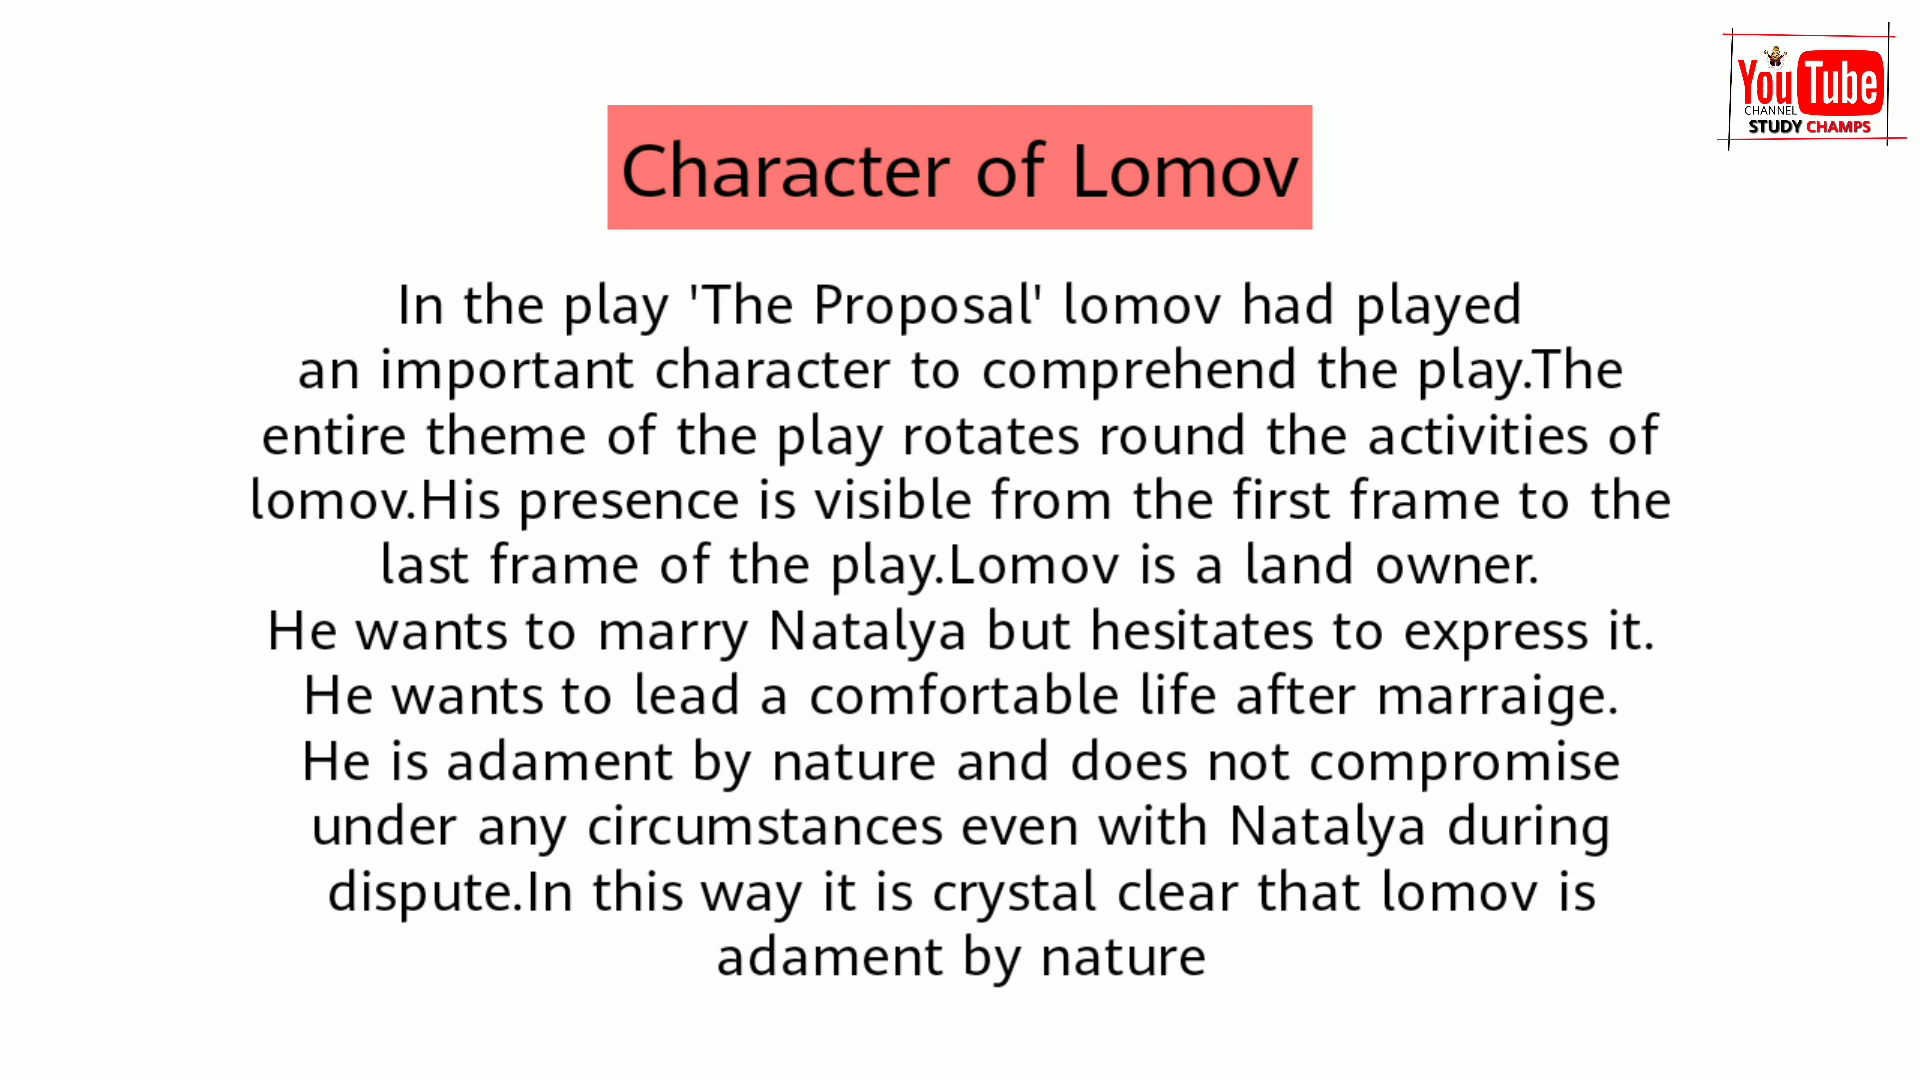 YouTube
CHANNEL
STUDY CHAMPS
Character of Lomov
In the play 'The Proposal' lomov had played
an important character to comprehend the play.The
entire theme of the play rotates round the activities of
lomov.His presence is visible from the first frame to the
last frame of the play.Lomov is a land owner.
He wants to marry Natalya but hesitates to express it.
He wants to lead a comfortable life after marraige.
He is adament by nature and does not compromise
under any circumstances even with Natalya during
dispute.In this way it is crystal clear that lomov is
adament by nature